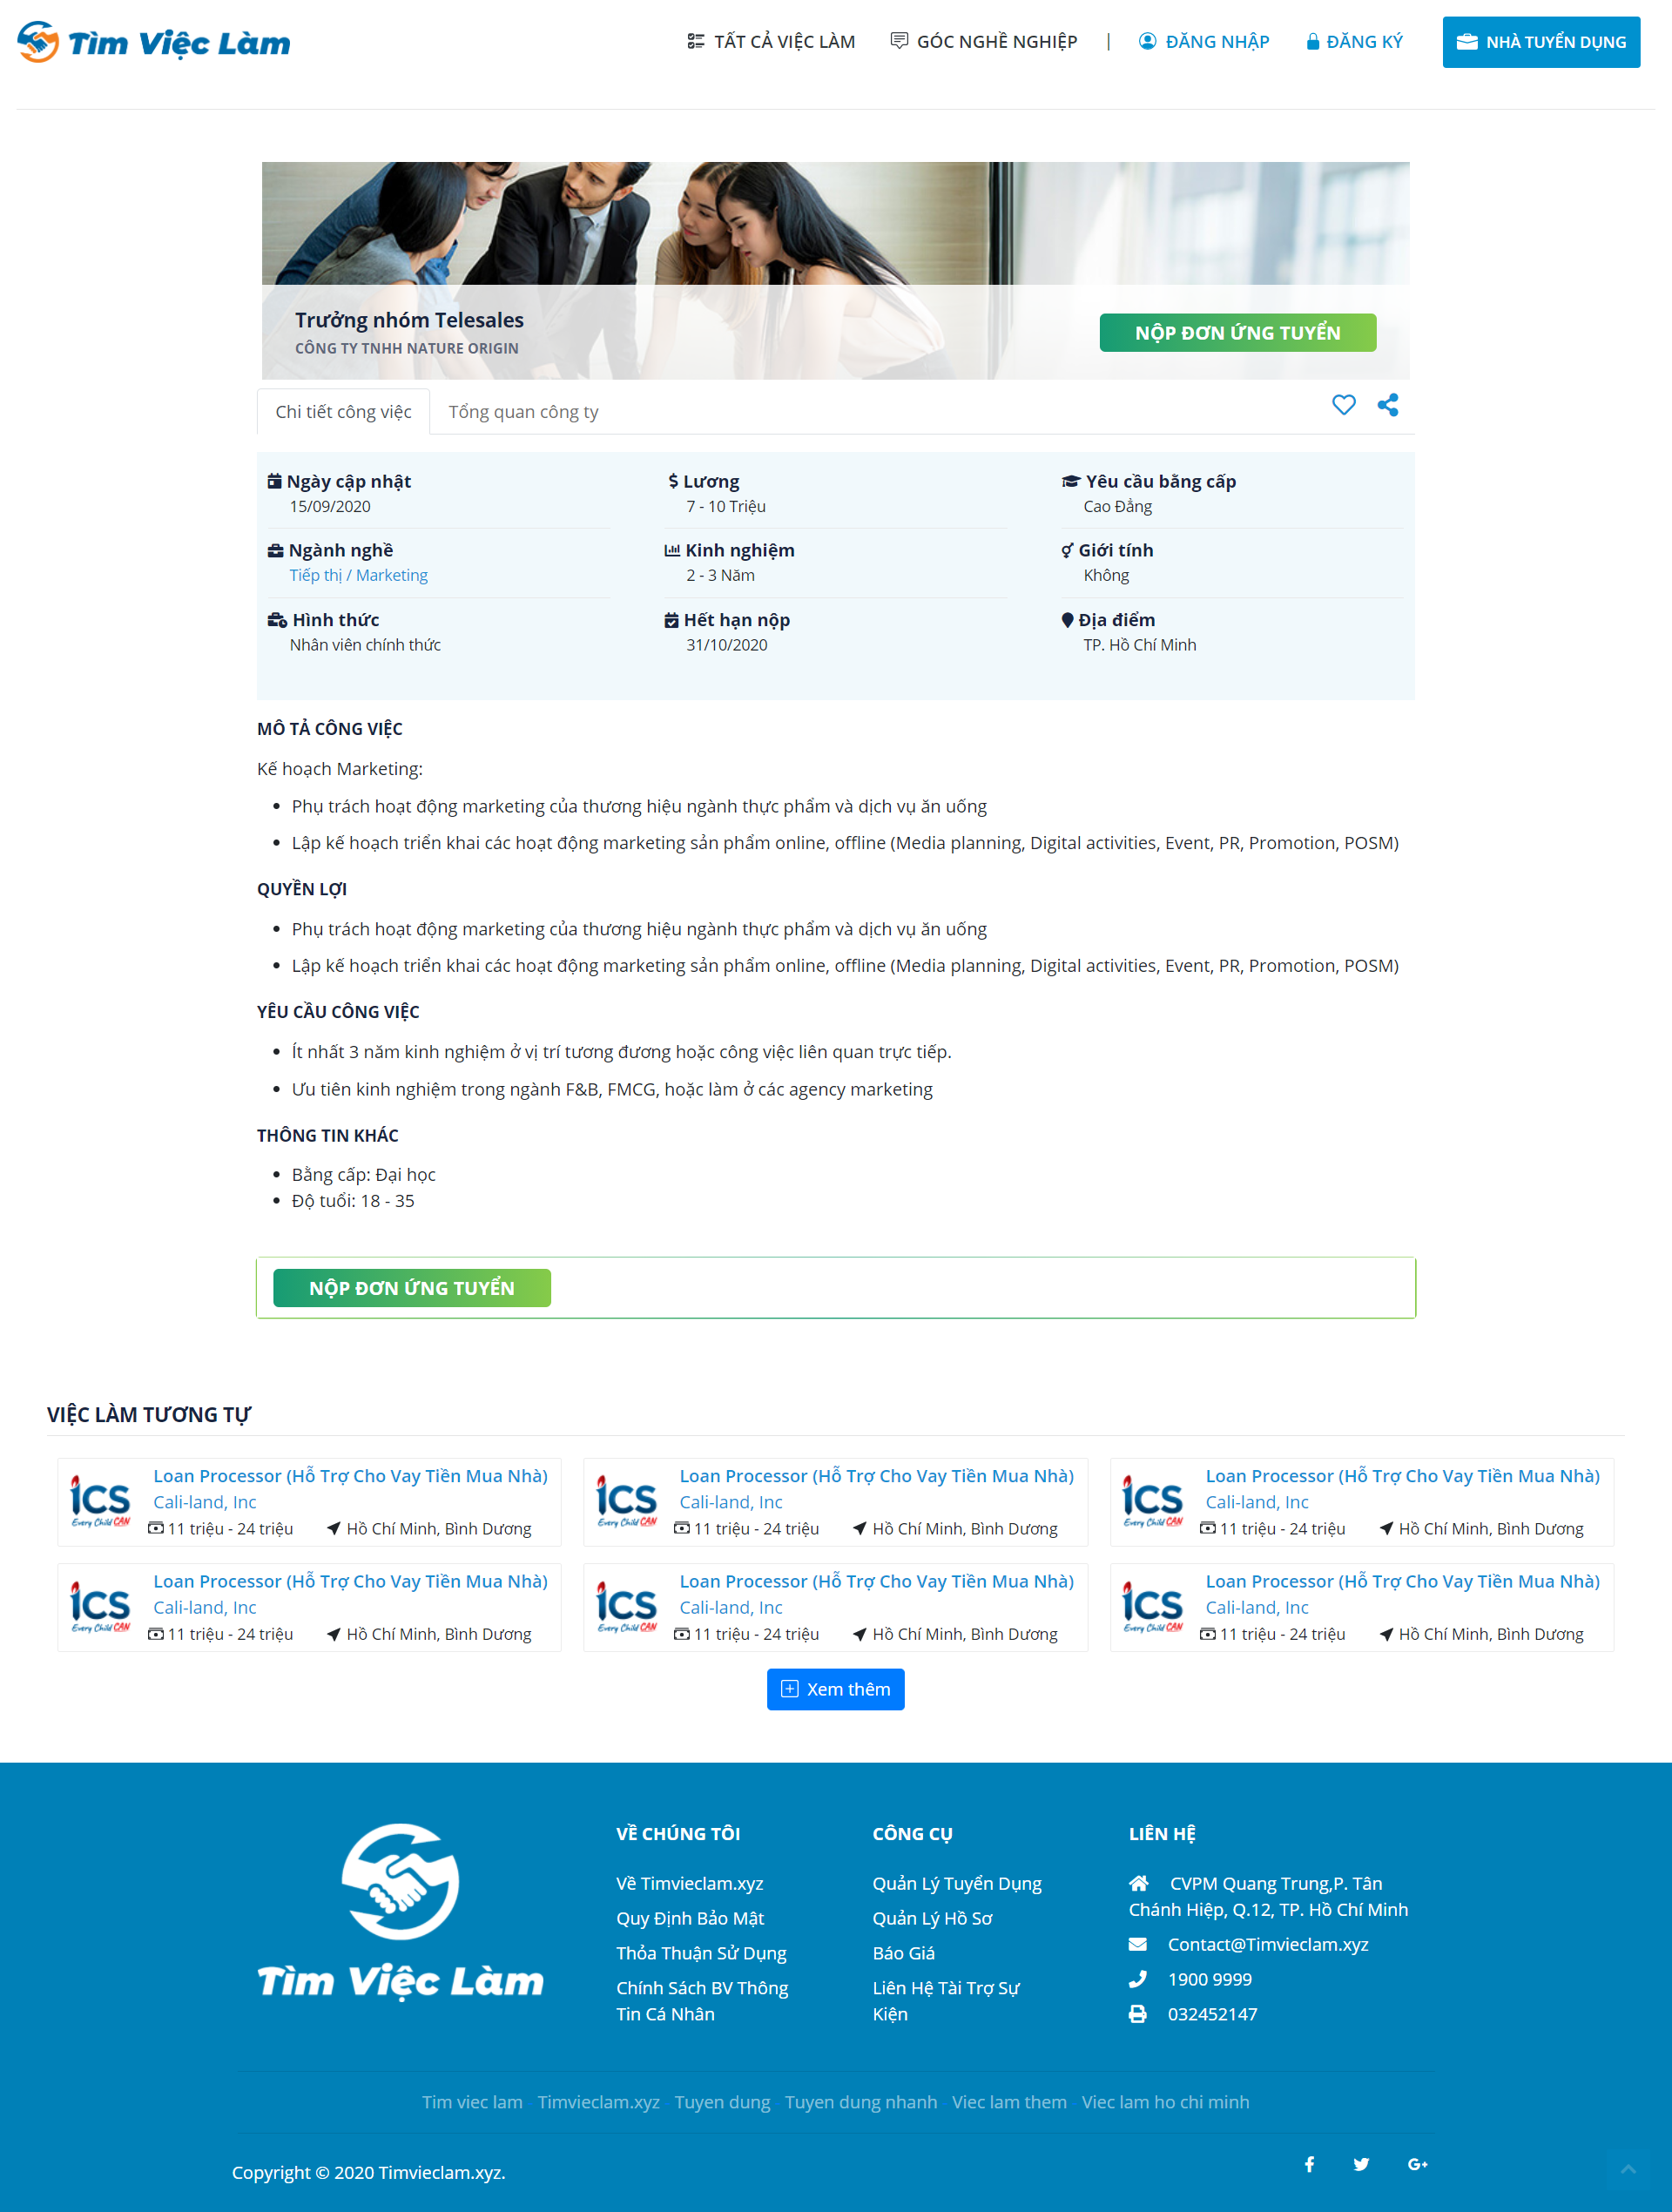 Tìm Việc Làm
TẤT CẢ VIỆC LÀM
GÓC NGHỀ NGHIỆP
|
ĐĂNG NHẬP
ĐĂNG KÝ
NHÀ TUYỂN DỤNG
Trưởng nhóm Telesales
CÔNG TY TNHH NATURE ORIGIN
NỘP ĐƠN ỨNG TUYỂN
Chi tiết công việc
Tổng quan công ty
Ngày cập nhật
15/09/2020
Lương
7 - 10 Triệu
Yêu cầu bằng cấp
Cao Đẳng
Ngành nghề
Tiếp thị / Marketing
Kinh nghiệm
2 - 3 Năm
Giới tính
Không
Hình thức
Nhân viên chính thức
Hết hạn nộp
31/10/2020
Địa điểm
TP. Hồ Chí Minh
MÔ TẢ CÔNG VIỆC
Kế hoạch Marketing:
• Phụ trách hoạt động marketing của thương hiệu ngành thực phẩm và dịch vụ ăn uống
• Lập kế hoạch triển khai các hoạt động marketing sản phẩm online, offline (Media planning, Digital activities, Event, PR, Promotion, POSM)
QUYỀN LỢI
• Phụ trách hoạt động marketing của thương hiệu ngành thực phẩm và dịch vụ ăn uống
• Lập kế hoạch triển khai các hoạt động marketing sản phẩm online, offline (Media planning, Digital activities, Event, PR, Promotion, POSM)
YÊU CẦU CÔNG VIỆC
• Ít nhất 3 năm kinh nghiệm ở vị trí tương đương hoặc công việc liên quan trực tiếp.
• Ưu tiên kinh nghiệm trong ngành F&B, FMCG, hoặc làm ở các agency marketing
THÔNG TIN KHÁC
• Bằng cấp: Đại học
• Độ tuổi: 18 - 35
NỘP ĐƠN ỨNG TUYỂN
VIỆC LÀM TƯƠNG TỰ
ics
Every Child CAN
Loan Processor (Hỗ Trợ Cho Vay Tiền Mua Nhà)
Cali-land, Inc
11 triệu - 24 triệu
Hồ Chí Minh, Bình Dương
ics
Every Child CAN
Loan Processor (Hỗ Trợ Cho Vay Tiền Mua Nhà)
Cali-land, Inc
11 triệu - 24 triệu
Hồ Chí Minh, Bình Dương
ics
Every Child CAN
Loan Processor (Hỗ Trợ Cho Vay Tiền Mua Nhà)
Cali-land, Inc
11 triệu - 24 triệu
Hồ Chí Minh, Bình Dương
ics
Every Child CAN
Loan Processor (Hỗ Trợ Cho Vay Tiền Mua Nhà)
Cali-land, Inc
11 triệu - 24 triệu
Hồ Chí Minh, Bình Dương
ics
Every Child CAN
Loan Processor (Hỗ Trợ Cho Vay Tiền Mua Nhà)
Cali-land, Inc
11 triệu - 24 triệu
Hồ Chí Minh, Bình Dương
ics
Every Child CAN
Loan Processor (Hỗ Trợ Cho Vay Tiền Mua Nhà)
Cali-land, Inc
11 triệu - 24 triệu
Hồ Chí Minh, Bình Dương
Xem thêm
Tìm Việc Làm
VỀ CHÚNG TÔI
Về Timvieclam.xyz
Quy Định Bảo Mật
Thỏa Thuận Sử Dụng
Chính Sách BV Thông
Tin Cá Nhân
CÔNG CỤ
Quản Lý Tuyển Dụng
Quản Lý Hồ Sơ
Báo Giá
Liên Hệ Tài Trợ Sự
Kiện
LIÊN HỆ
CVPM Quang Trung,P. Tân
Chánh Hiệp, Q.12, TP. Hồ Chí Minh
Contact@Timvieclam.xyz
1900 9999
032452147
Tim viec lam
Timvieclam.xyz
Tuyen dung
Tuyen dung nhanh
Viec lam them
Viec lam ho chi minh
Copyright © 2020 Timvieclam.xyz.